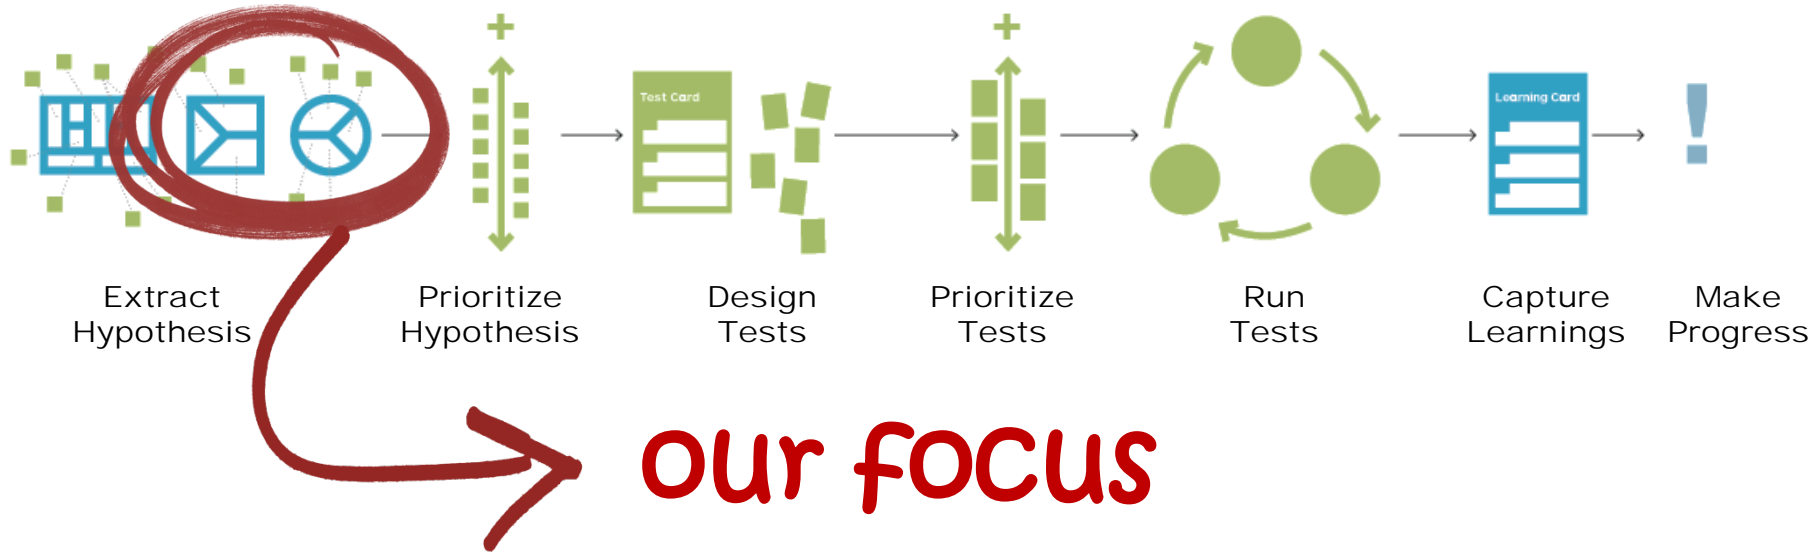 Test Card
Learning Card
Extract
Hypothesis
Prioritize
Hypothesis
Design
Tests
Prioritize
Tests
Run
Tests
Capture
Learnings
Make
Progress
our focus